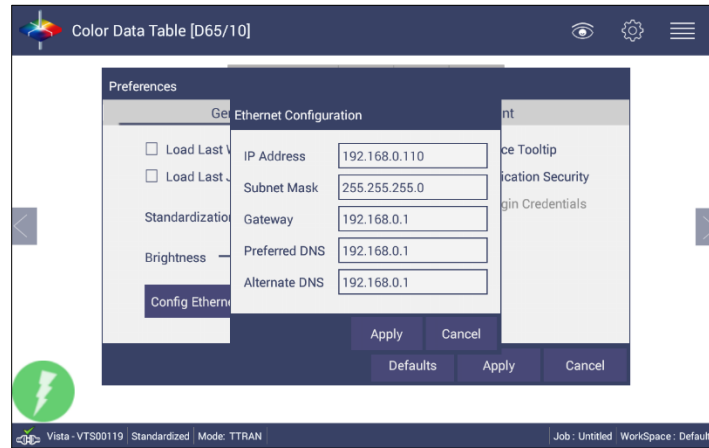 Color Data Table [D65/10]
Preferences
Ge
nt
Ethernet Configuration
Load Last
ce Tooltip
IP Address 192.168.0.110
Load Last
ication Security
Subnet Mask 255.255.255.0
gin Credentials
Standardization
Gateway 192.168.0.1
Brightness
Preferred DNS 192.168.0.1
Alternate DNS 192.168.0.1
Config Etherne
Apply Cancel
Defaults Apply Cancel
Vista - VTS00119 Standardized Mode: TTRAN Job : Untitled WorkSpace : Default